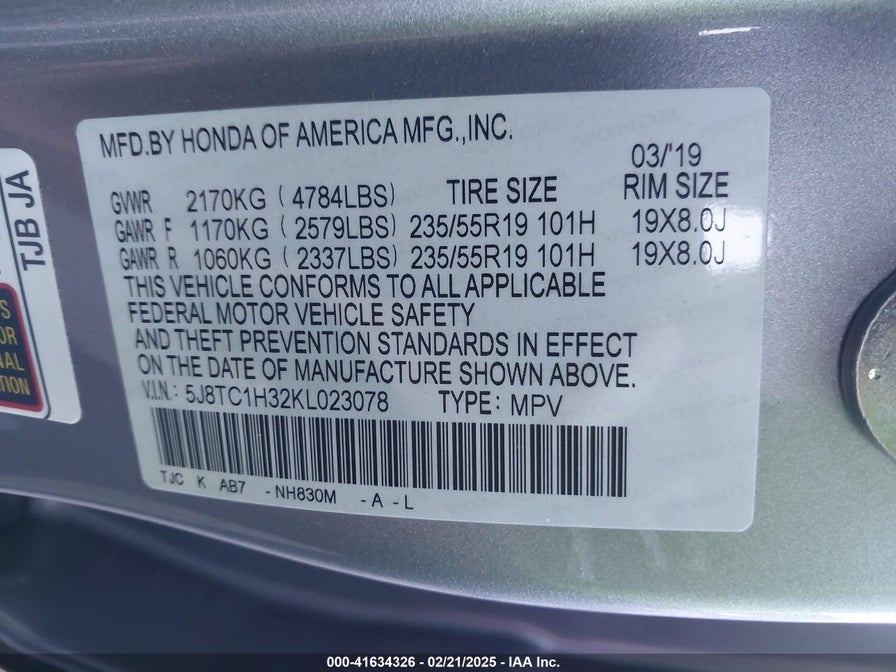 MFD.BY HONDA OF AMERICA MFG.,INC.
03/'19
GVWR 2170KG ( 4784LBS) TIRE SIZE RIM SIZE
GAWR F 1170KG ( 2579LBS) 235/55R19 101H 19X8.0J
GAWR R 1060KG ( 2337LBS) 235/55R19 101H 19X8.0J
THIS VEHICLE CONFORMS TO ALL APPLICABLE
FEDERAL MOTOR VEHICLE SAFETY
AND THEFT PREVENTION STANDARDS IN EFFECT
ON THE DATE OF MANUFACTURE SHOWN ABOVE.
V.I.N.: 5J8TC1H32KL023078 TYPE: MPV
TJC K AB7 -NH830M -A -L
TJB JA
000-41634326 - 02/21/2025 - IAA Inc.